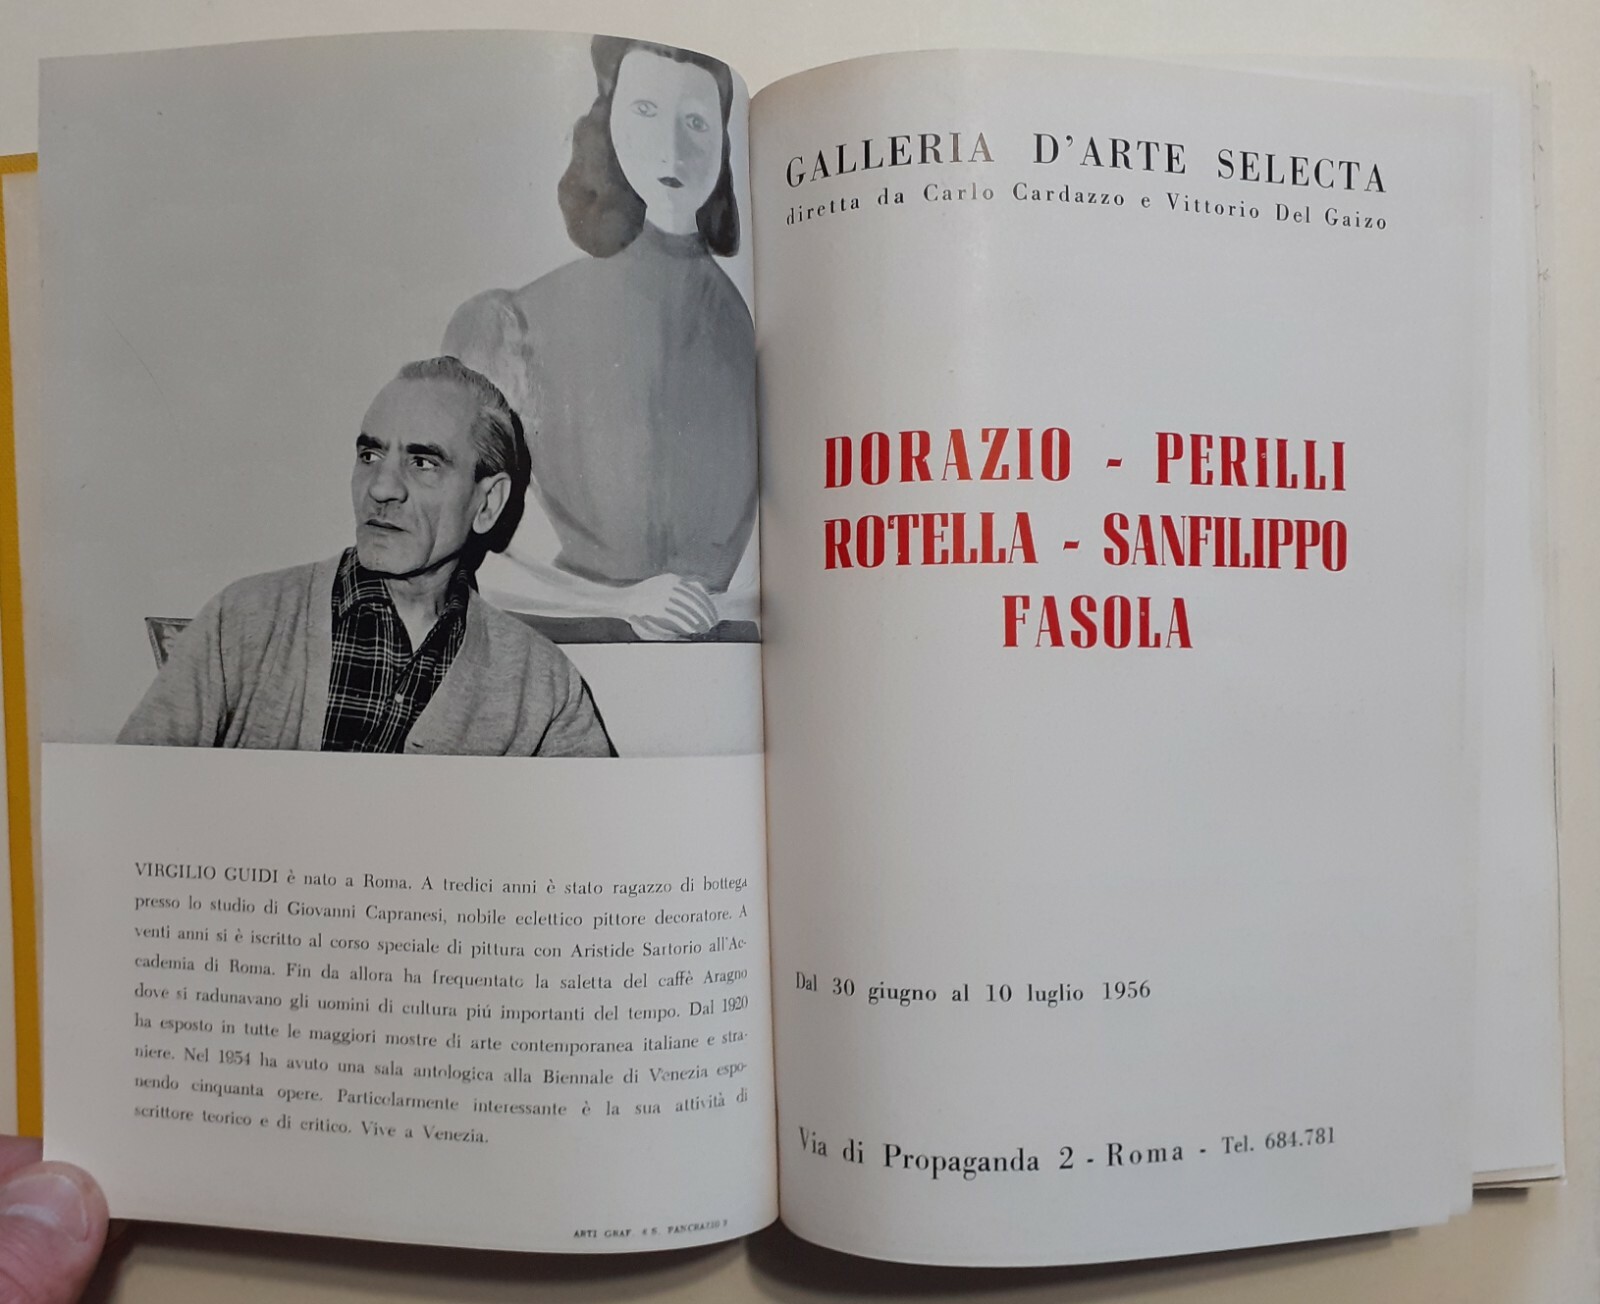 VIRGILIO GUIDI è nato a Roma. A tredici anni è stato ragazzo di bottega
presso lo studio di Giovanni Capranesi, nobile eclettico pittore decoratore. A
venti anni si è iscritto al corso speciale di pittura con Aristide Sartorio all'Ac-
cademia di Roma. Fin da allora ha frequentato la saletta del caffè Aragno
dove si radunavano gli uomini di cultura piú importanti del tempo. Dal 1920
ha esposto in tutte le maggiori mostre di arte contemporanea italiane e stra-
niere. Nel 1954 ha avuto una sala antologica alla Biennale di Venezia espo-
nendo cinquanta opere. Particolarmente interessante è la sua attività di
scrittore teorico e di critico. Vive a Venezia.
ARTI GRAF. S. PANCRAZIO
GALLERIA D'ARTE SELECTA
diretta da Carlo Cardazzo e Vittorio Del Gaizo
DORAZIO - PERILLI
ROTELLA - SANFILIPPO
FASOLA
Dal 30 giugno al 10 luglio 1956
Via di Propaganda 2 - Roma - Tel. 684.781